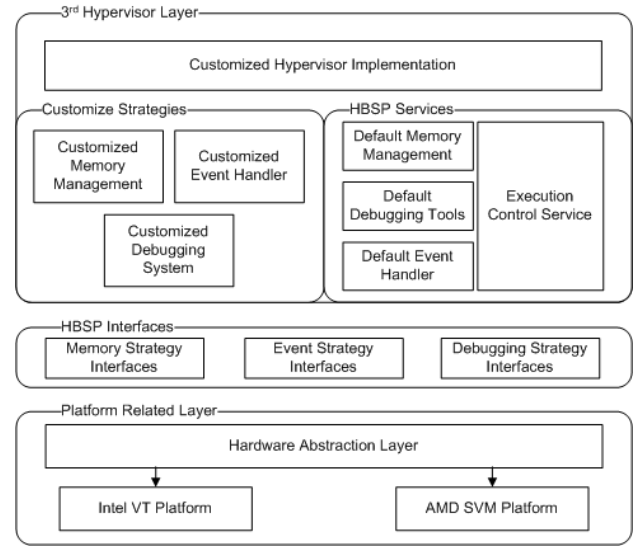 3rd Hypervisor Layer
Customized Hypervisor Implementation
Customize Strategies
Customized
Memory
Management
Customized
Event Handler
Customized
Debugging
System
HBSP Services
Default Memory
Management
Default
Debugging Tools
Default Event
Handler
Execution
Control Service
HBSP Interfaces
Memory Strategy
Interfaces
Event Strategy
Interfaces
Debugging Strategy
Interfaces
Platform Related Layer
Hardware Abstraction Layer
Intel VT Platform
AMD SVM Platform